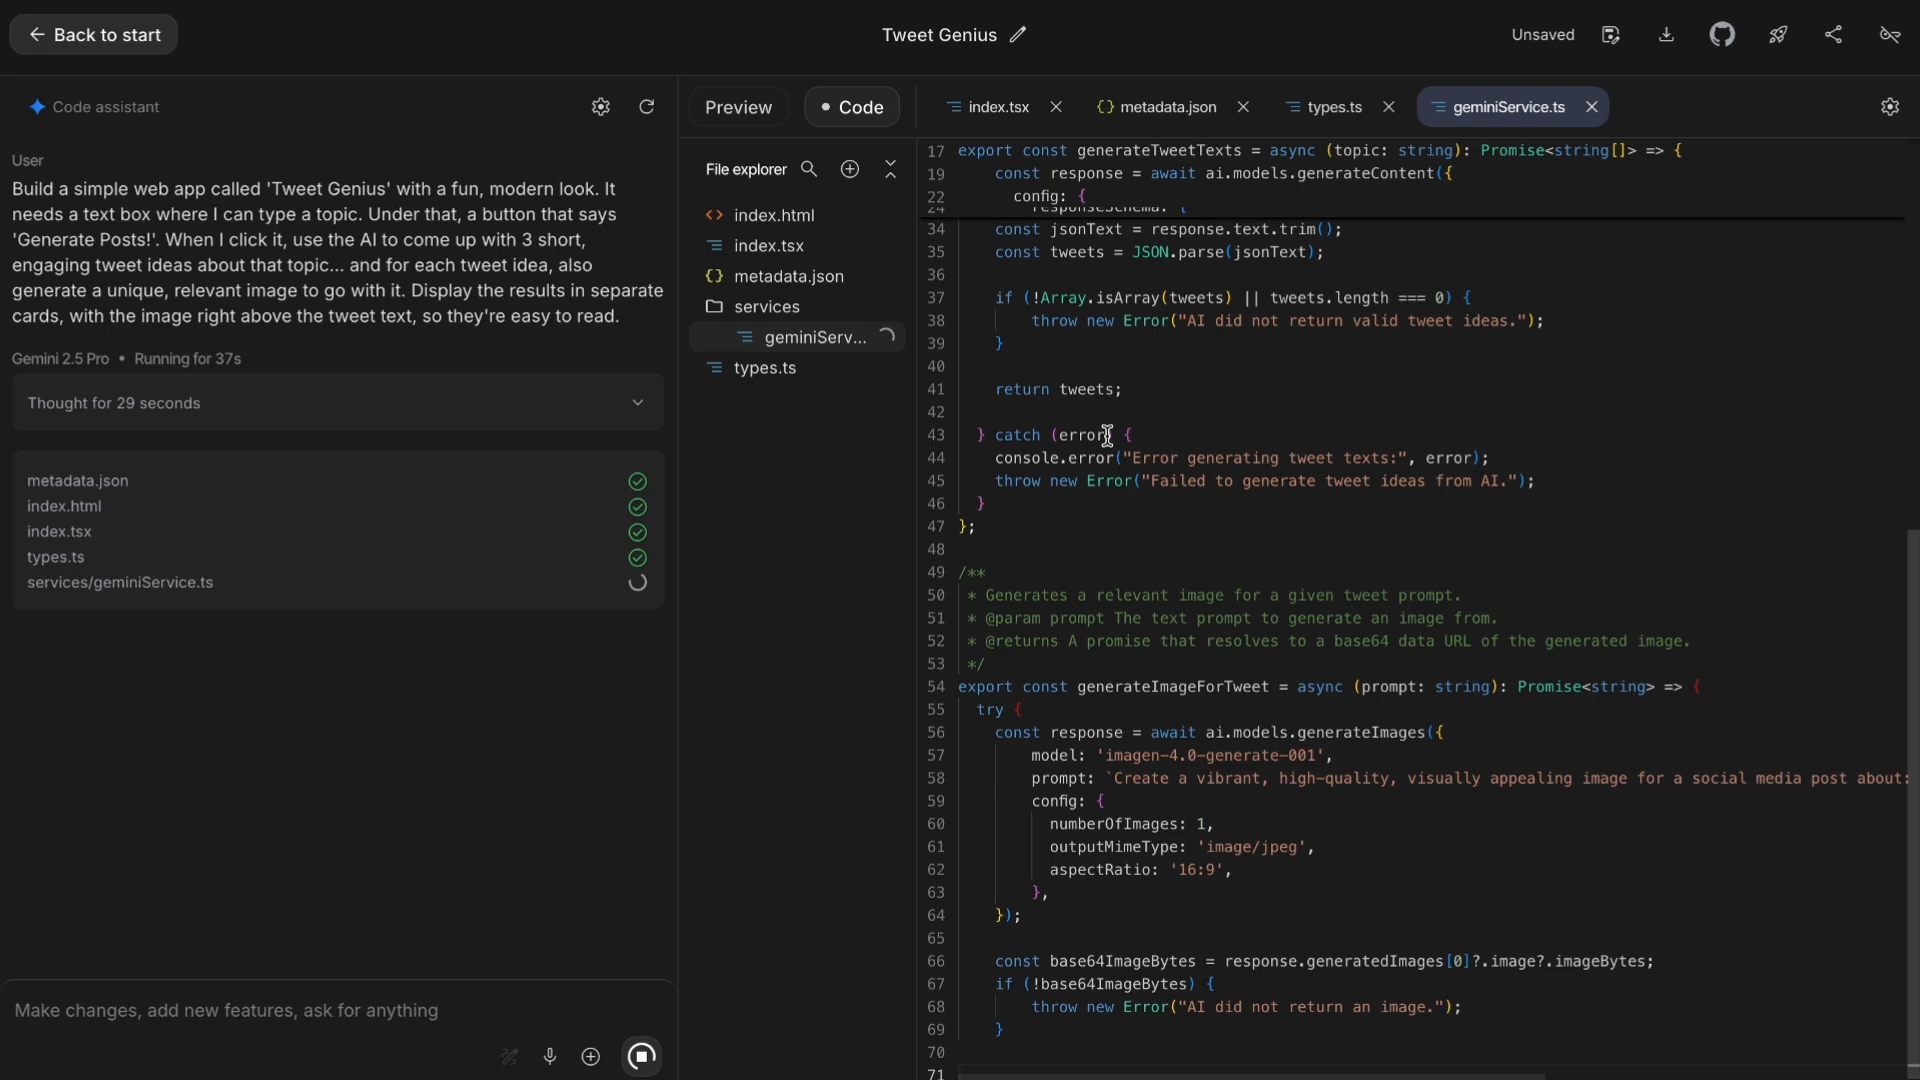 Back to start
Tweet Genius
Unsaved
Code assistant
User
Build a simple web app called 'Tweet Genius' with a fun, modern look. It
needs a text box where I can type a topic. Under that, a button that says
'Generate Posts!'. When I click it, use the AI to come up with 3 short,
engaging tweet ideas about that topic... and for each tweet idea, also
generate a unique, relevant image to go with it. Display the results in separate
cards, with the image right above the tweet text, so they're easy to read.
Gemini 2.5 Pro • Running for 37s
Thought for 29 seconds
metadata.json
index.html
index.tsx
types.ts
services/geminiService.ts
Make changes, add new features, ask for anything
Preview
Code
index.tsx
{} metadata.json
types.ts
geminiService.ts
File explorer
<> index.html
index.tsx
{} metadata.json
services
geminiServ...
types.ts
17 export const generateTweetTexts = async (topic: string): Promise<string[]> => {
19 const response = await ai.models.generateContent({
22 config: {
24 responseSchema: {
34 const jsonText = response.text.trim();
35 const tweets = JSON.parse(jsonText);
36
37 if (!Array.isArray(tweets) || tweets.length === 0) {
38 throw new Error("AI did not return valid tweet ideas.");
39 }
40
41 return tweets;
42
43 } catch (error) {
44 console.error("Error generating tweet texts:", error);
45 throw new Error("Failed to generate tweet ideas from AI.");
46 }
47 };
48
49 /**
50 * Generates a relevant image for a given tweet prompt.
51 * @param prompt The text prompt to generate an image from.
52 * @returns A promise that resolves to a base64 data URL of the generated image.
53 */
54 export const generateImageForTweet = async (prompt: string): Promise<string> => {
55 try {
56 const response = await ai.models.generateImages({
57 model: 'imagen-4.0-generate-001',
58 prompt: `Create a vibrant, high-quality, visually appealing image for a social media post about:
59 config: {
60 numberOfImages: 1,
61 outputMimeType: 'image/jpeg',
62 aspectRatio: '16:9',
63 },
64 });
65
66 const base64ImageBytes = response.generatedImages[0]?.image?.imageBytes;
67 if (!base64ImageBytes) {
68 throw new Error("AI did not return an image.");
69 }
70
71